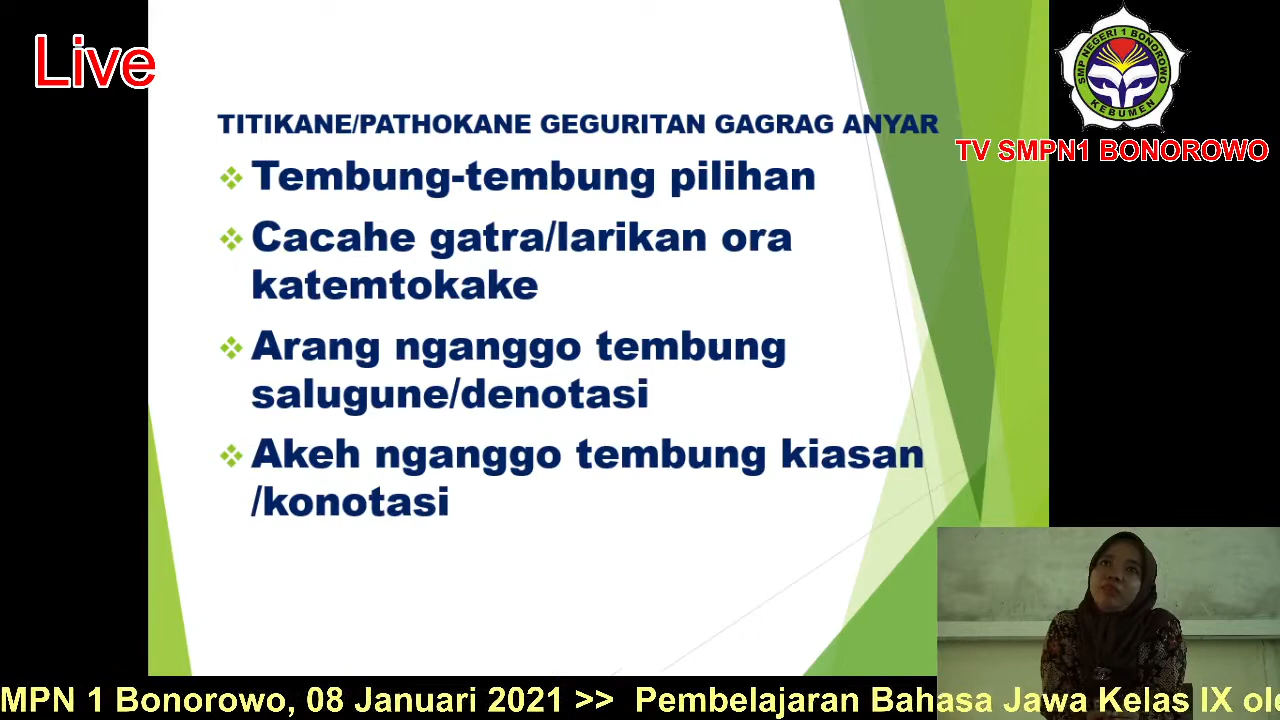 Live
SMP NEGERI 1 BONOROWO
KEBUMEN
TV SMPN1 BONOROWO
TITIKANE/PATHOKANE GEGURITAN GAGRAG ANYAR
Tembung-tembung pilihan
Cacahe gatra/larikan ora
katemtokake
Arang nganggo tembung
salugune/denotasi
Akeh nganggo tembung kiasan
/konotasi
MPN 1 Bonorowo, 08 Januari 2021 >> Pembelajaran Bahasa Jawa Kelas IX ole